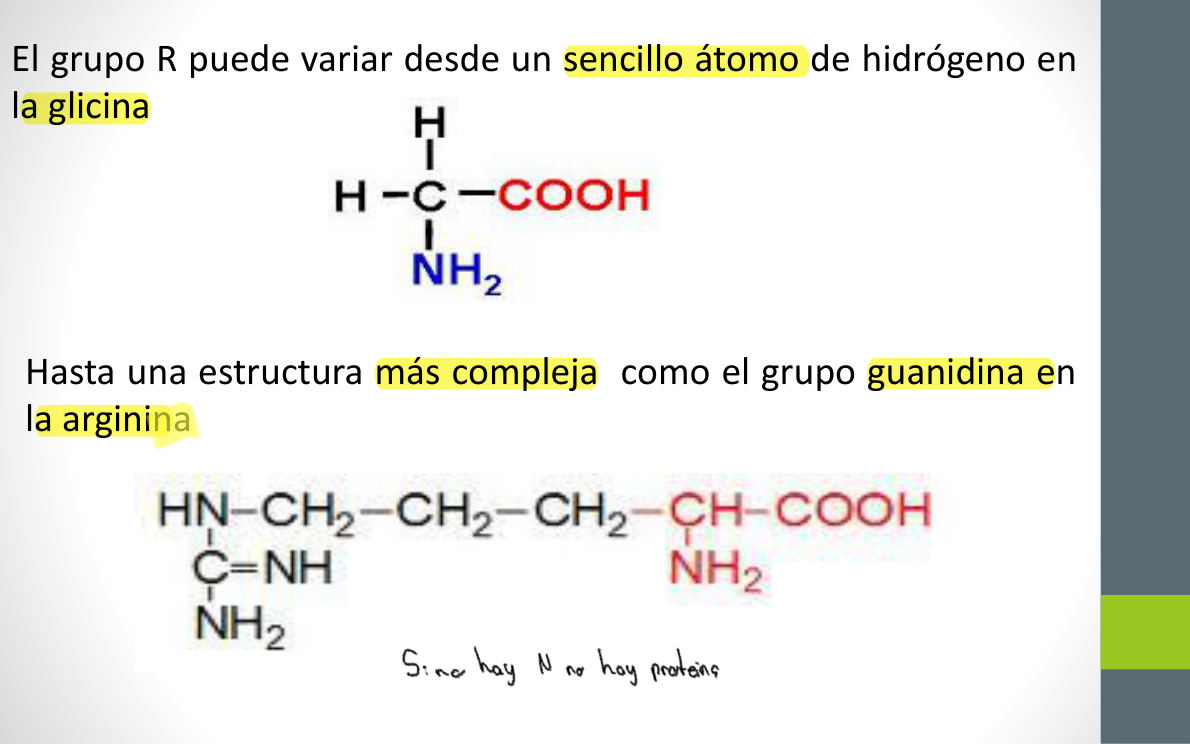 El grupo R puede variar desde un sencillo átomo de hidrógeno en
la glicina
H
H – C – COOH
NH₂
Hasta una estructura más compleja como el grupo guanidina en
la arginina
HN–CH₂–CH₂–CH₂–CH–COOH
C=NH NH₂
NH₂
Si no hay N no hay proteina